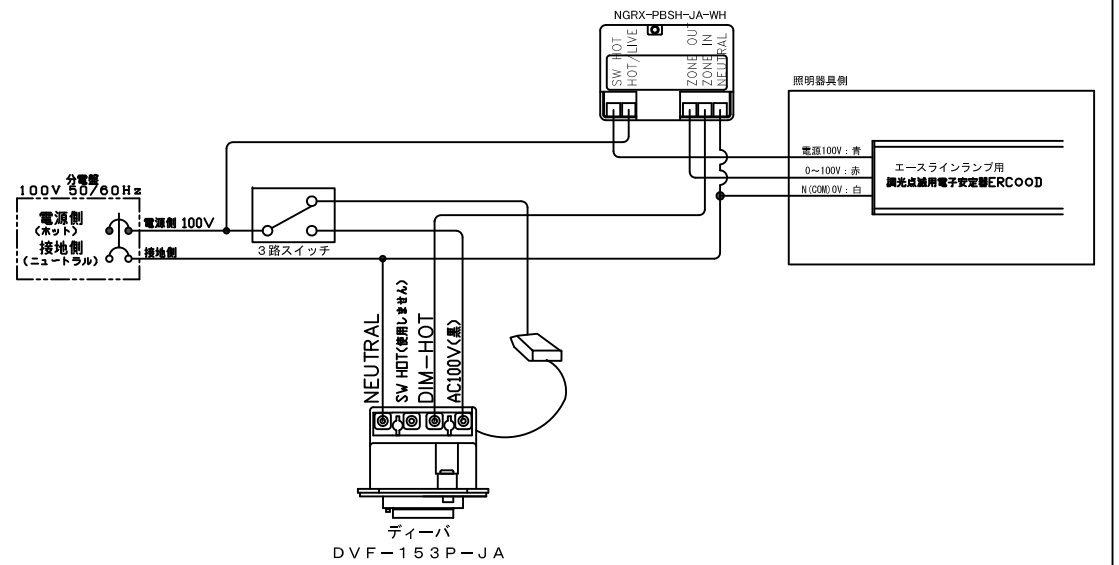 NGRX-PBSH-JA-WH
SW HOT
HOT/LIVE
ZONE OUT
ZONE IN
NEUTRAL
照明器具側
電源100V：青
0～100V：赤
N(COM)0V：白
エースラインランプ用
調光点滅用電子安定器ERCOOD
分電盤
100V 50/60Hz
電源側
(ホット)
接地側
(ニュートラル)
電源側 100V
接地側
3路スイッチ
NEUTRAL
SW HOT(使用しません)
DIM-HOT
AC100V(黒)
ディーバ
DVF-153P-JA